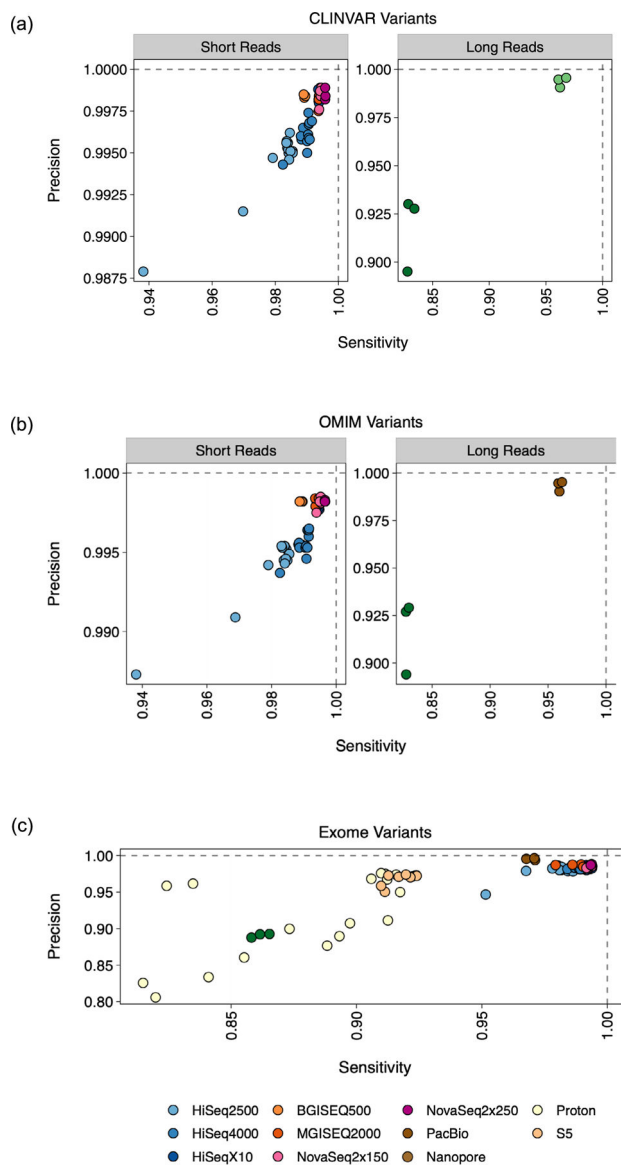 (a)
CLINVAR Variants
Short Reads
Long Reads
Precision
1.0000
0.9975
0.9950
0.9925
0.9900
0.9875
1.000
0.975
0.950
0.925
0.900
0.94
0.96
0.98
1.00
0.85
0.90
0.95
1.00
Sensitivity
(b)
OMIM Variants
Short Reads
Long Reads
Precision
1.000
0.995
0.990
1.000
0.975
0.950
0.925
0.900
0.94
0.96
0.98
1.00
0.85
0.90
0.95
1.00
Sensitivity
(c)
Exome Variants
Precision
1.00
0.95
0.90
0.85
0.80
0.85
0.90
0.95
1.00
Sensitivity
HiSeq2500 BGISEQ500 NovaSeq2x250 Proton
HiSeq4000 MGISEQ2000 PacBio S5
HiSeqX10 NovaSeq2x150 Nanopore